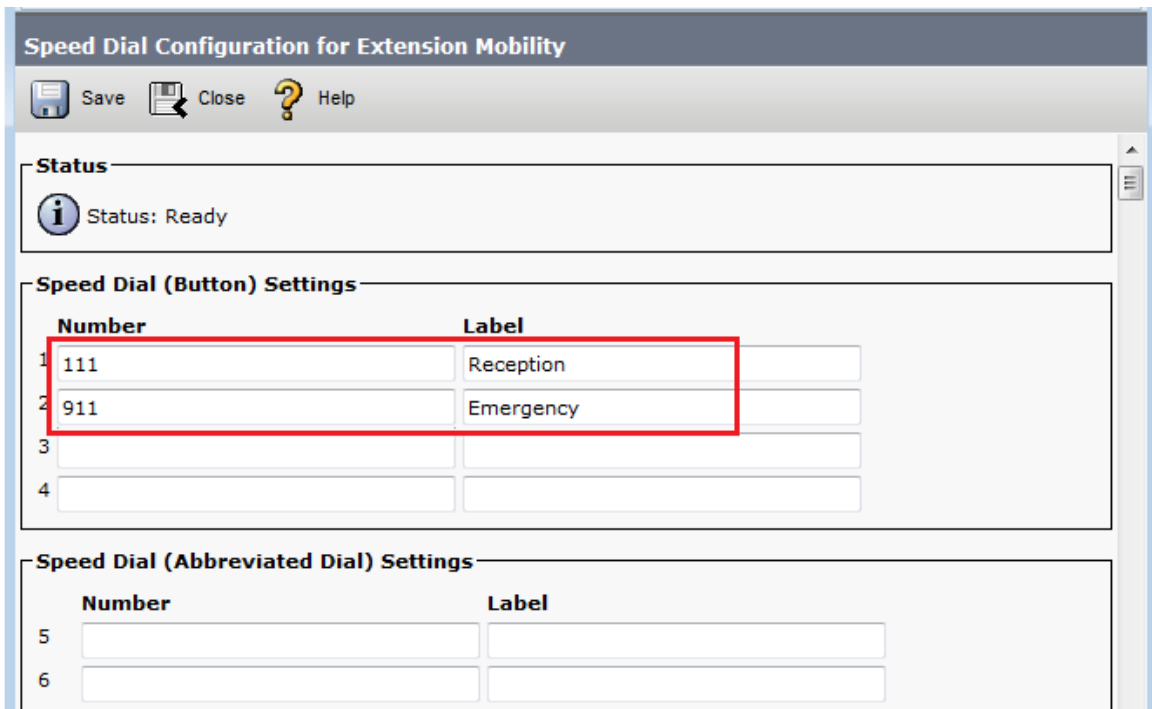 Speed Dial Configuration for Extension Mobility
Save Close Help
Status
Status: Ready
Speed Dial (Button) Settings
Number Label
1 111 Reception
2 911 Emergency
3
4
Speed Dial (Abbreviated Dial) Settings
Number Label
5
6